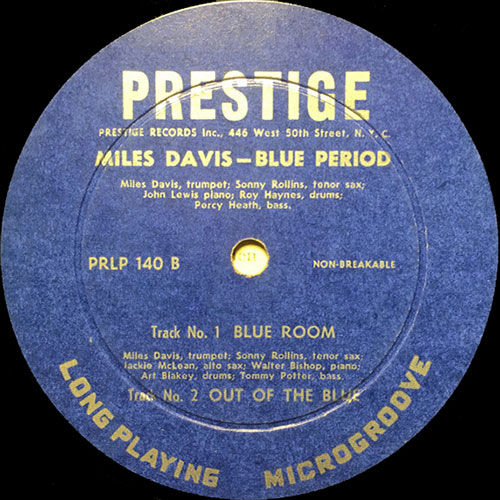 PRESTIGE
PRESTIGE RECORDS Inc., 446 West 50th Street, N. Y. C.
MILES DAVIS—BLUE PERIOD
Miles Davis, trumpet; Sonny Rollins, tenor sax;
John Lewis piano; Roy Haynes, drums;
Percy Heath, bass.
PRLP 140 B
NON-BREAKABLE
Track No. 1 BLUE ROOM
Miles Davis, trumpet; Sonny Rollins, tenor sax;
Jackie McLean, alto sax; Walter Bishop, piano;
Art Blakey, drums; Tommy Potter, bass.
Track No. 2 OUT OF THE BLUE
LONG PLAYING MICROGROOVE